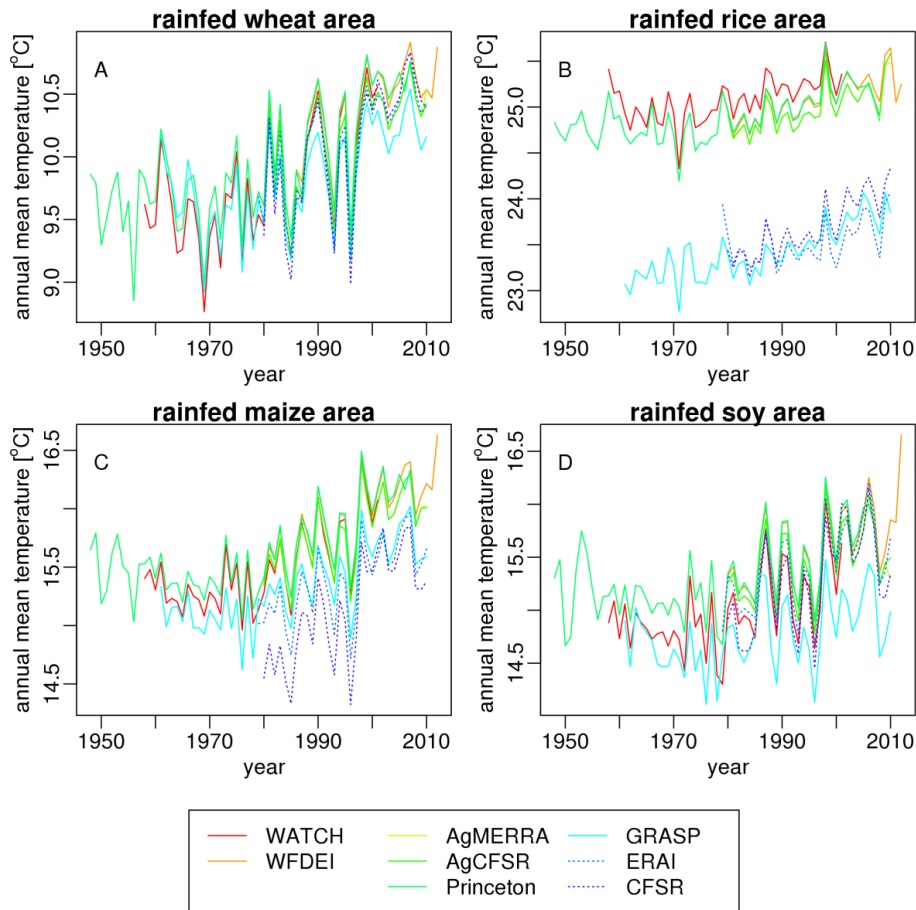 rainfed wheat area
A
annual mean temperature [°C]
9.0 9.5 10.0 10.5
1950 1970 1990 2010
year
rainfed rice area
B
annual mean temperature [°C]
23.0 24.0 25.0
1950 1970 1990 2010
year
rainfed maize area
C
annual mean temperature [°C]
14.5 15.5 16.5
1950 1970 1990 2010
year
rainfed soy area
D
annual mean temperature [°C]
14.5 15.5 16.5
1950 1970 1990 2010
year
WATCH AgMERRA GRASP
WFDEI AgCFSR ERAI
Princeton CFSR